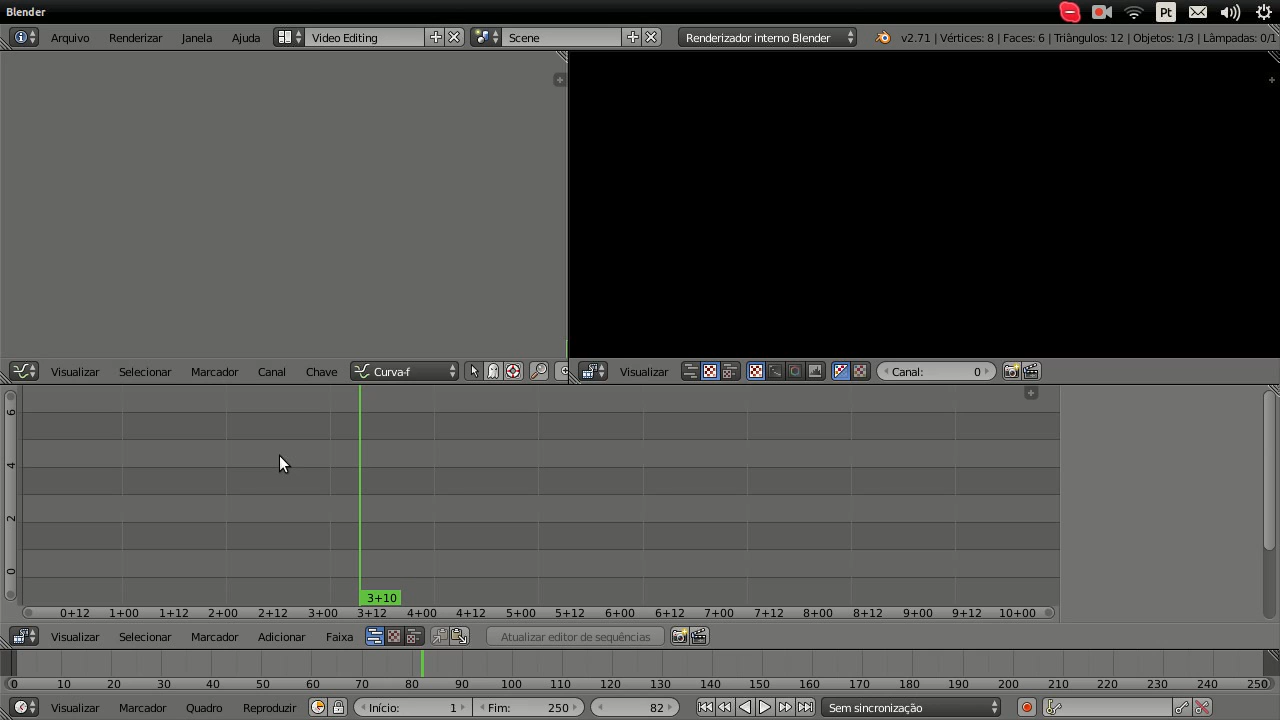 Blender
Pt
Arquivo Renderizar Janela Ajuda Video Editing Scene Renderizador interno Blender v2.71 | Vértices: 8 | Faces: 6 | Triângulos: 12 | Objetos: 1/3 | Lâmpadas: 0/1
Visualizar Selecionar Marcador Canal Chave Curva-f Visualizar Canal: 0
6
4
2
0
3+10
0+12 1+00 1+12 2+00 2+12 3+00 3+12 4+00 4+12 5+00 5+12 6+00 6+12 7+00 7+12 8+00 8+12 9+00 9+12 10+00
Visualizar Selecionar Marcador Adicionar Faixa Atualizar editor de sequências
0 10 20 30 40 50 60 70 80 90 100 110 120 130 140 150 160 170 180 190 200 210 220 230 240 250
Visualizar Marcador Quadro Reproduzir Início: 1 Fim: 250 82 Sem sincronização